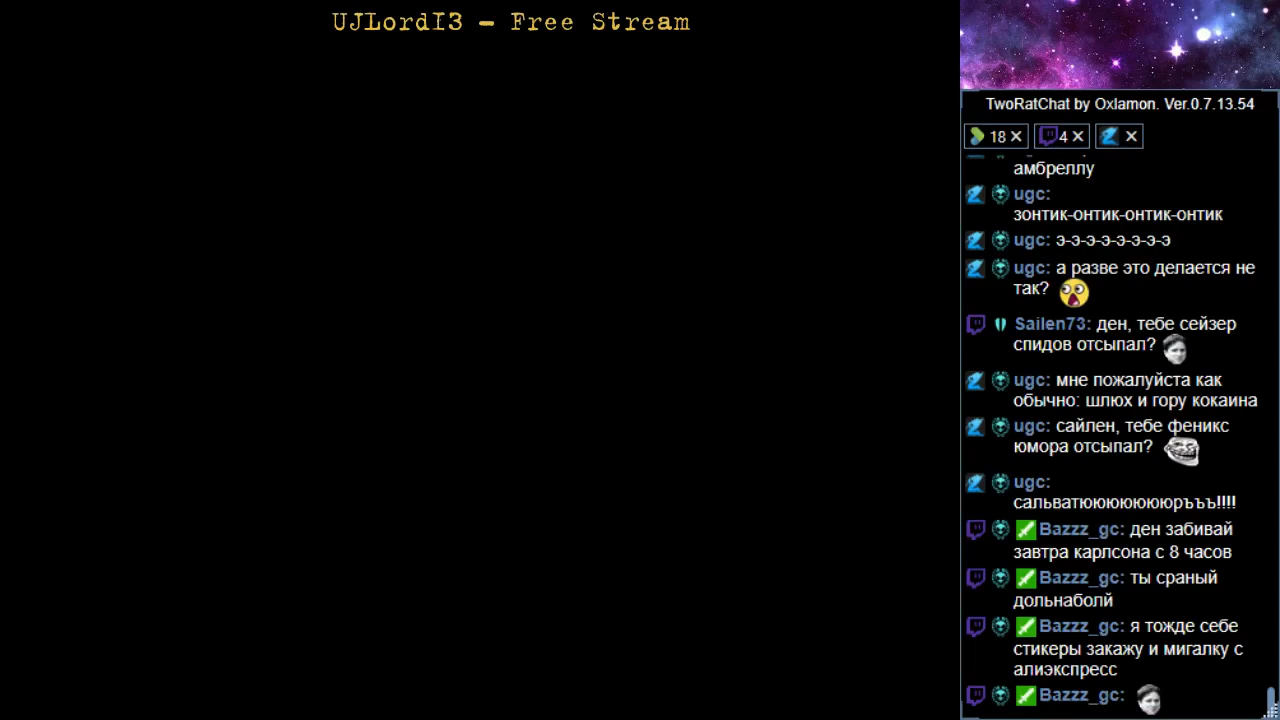 UJLordI3 – Free Stream
TwoRatChat by Oxlamon. Ver.0.7.13.54
18 4
амбреллу
ugc:
зонтик-онтик-онтик-онтик
ugc: э-э-э-э-э-э-э-э
ugc: а разве это делается не
так?
Sailen73: ден, тебе сейзер
спидов отсыпал?
ugc: мне пожалуйста как
обычно: шлюх и гору кокаина
ugc: сайлен, тебе феникс
юмора отсыпал?
ugc:
сальватююююююръъъ!!!!
Bazzz_gc: ден забивай
завтра карлсона с 8 часов
Bazzz_gc: ты сраный
дольнаболй
Bazzz_gc: я тожде себе
стикеры закажу и мигалку с
алиэкспресс
Bazzz_gc: